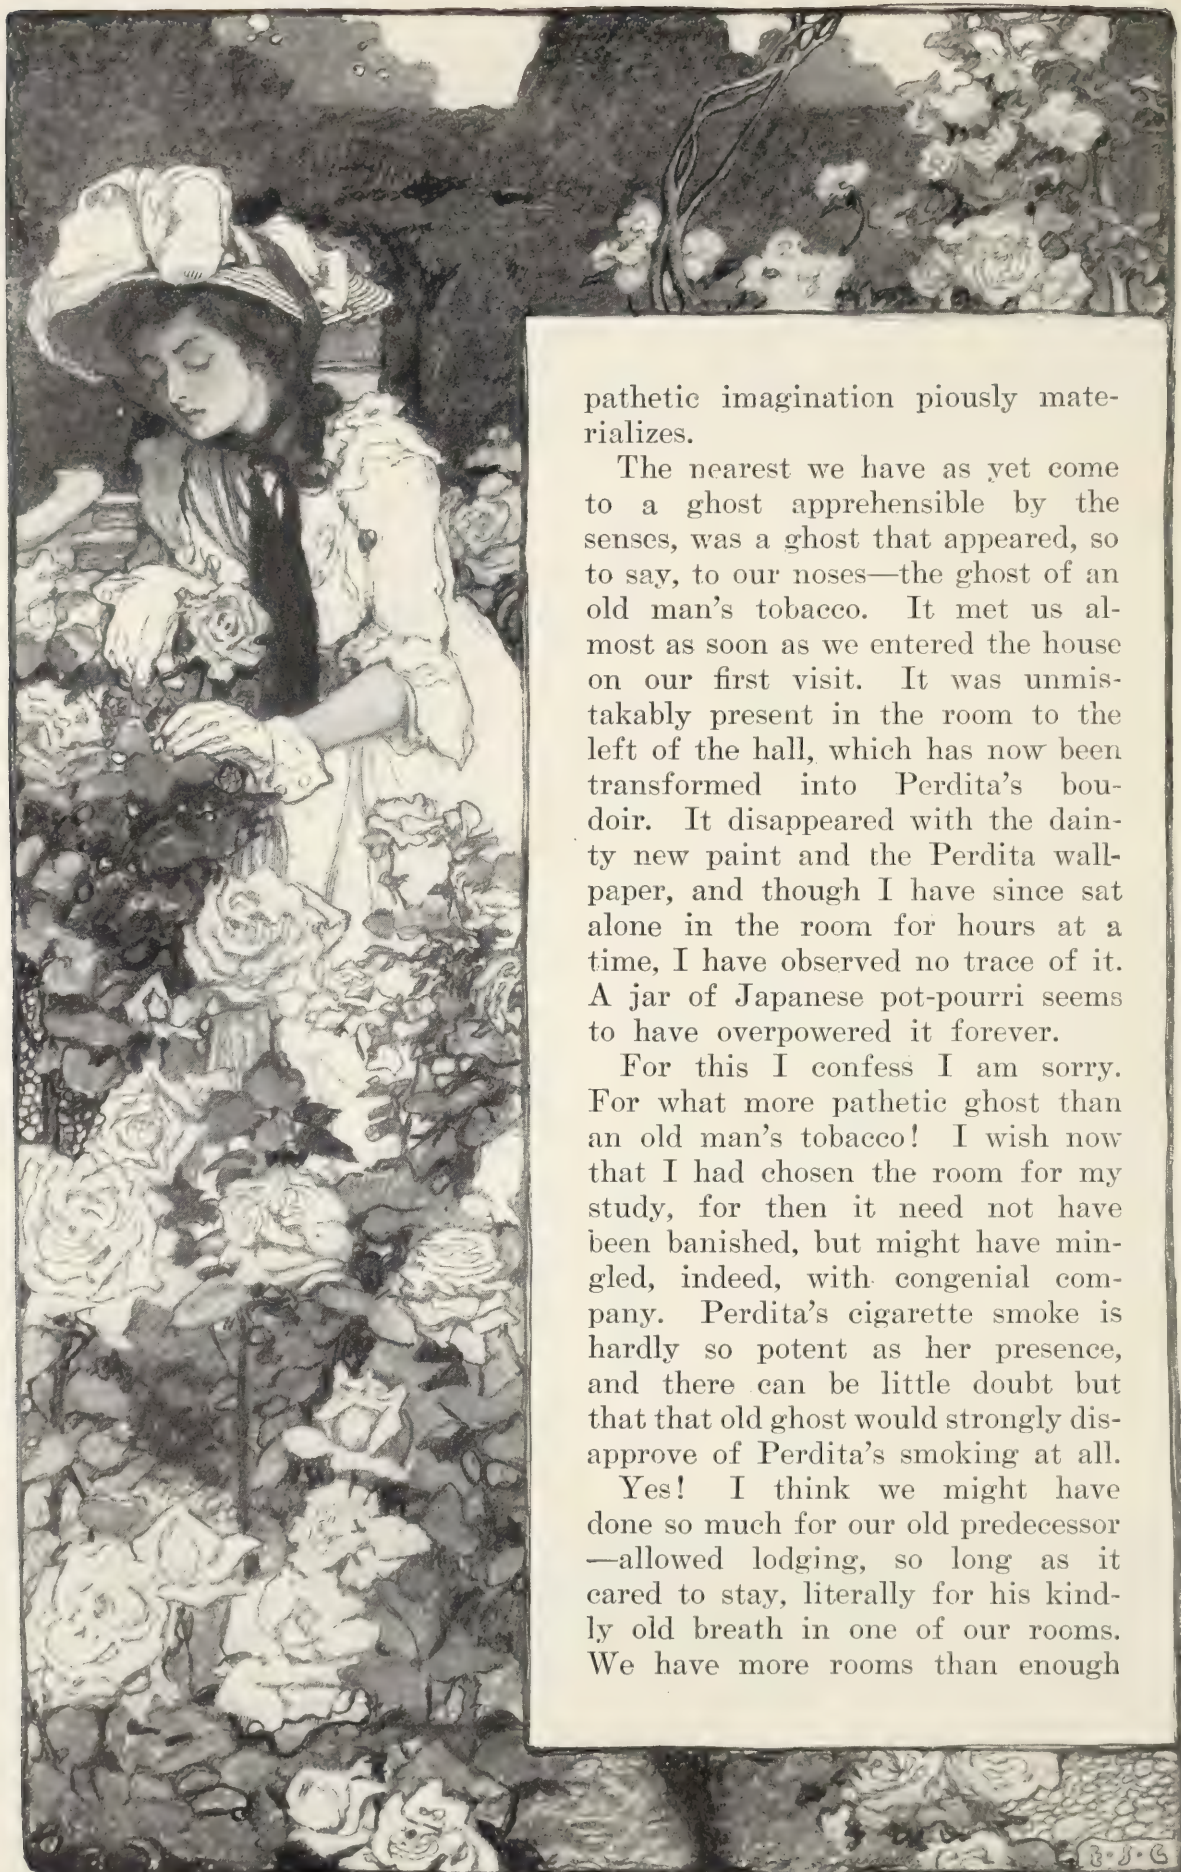 pathetic imagination piously mate-
rializes.
The nearest we have as yet come
to a ghost apprehensible by the
senses, was a ghost that appeared, so
to say, to our noses—the ghost of an
old man's tobacco. It met us al-
most as soon as we entered the house
on our first visit. It was unmis-
takably present in the room to the
left of the hall, which has now been
transformed into Perdita's bou-
doir. It disappeared with the dain-
ty new paint and the Perdita wall-
paper, and though I have since sat
alone in the room for hours at a
time, I have observed no trace of it.
A jar of Japanese pot-pourri seems
to have overpowered it forever.
For this I confess I am sorry.
For what more pathetic ghost than
an old man's tobacco! I wish now
that I had chosen the room for my
study, for then it need not have
been banished, but might have min-
gled, indeed, with congenial com-
pany. Perdita's cigarette smoke is
hardly so potent as her presence,
and there can be little doubt but
that that old ghost would strongly dis-
approve of Perdita's smoking at all.
Yes! I think we might have
done so much for our old predecessor
—allowed lodging, so long as it
cared to stay, literally for his kind-
ly old breath in one of our rooms.
We have more rooms than enough
E·S·G